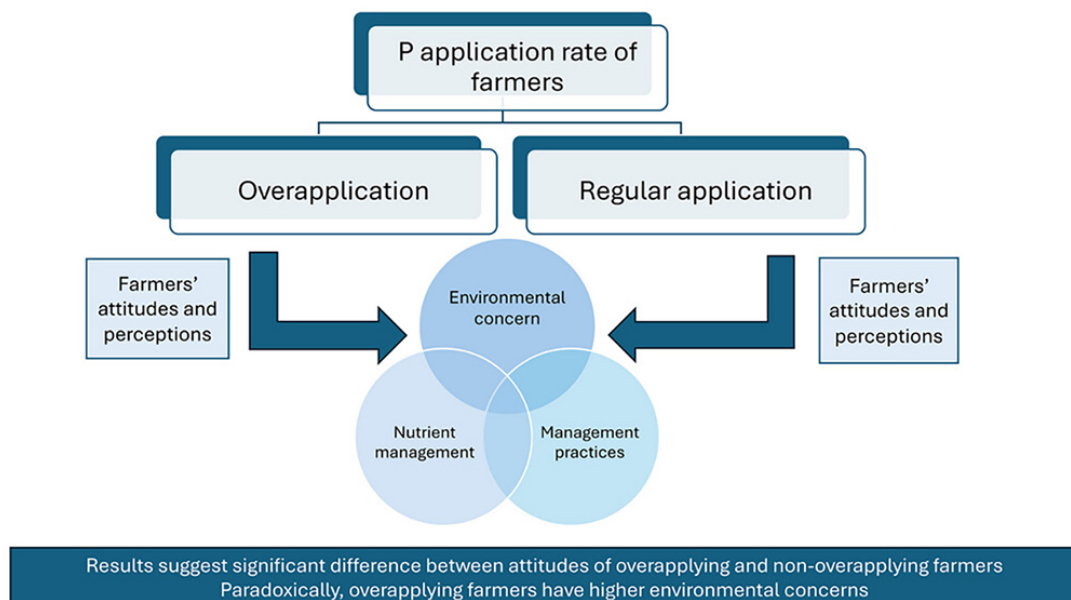 P application rate of
farmers
Overapplication
Regular application
Farmers'
attitudes and
perceptions
Environmental
concern
Farmers'
attitudes and
perceptions
Nutrient
management
Management
practices
Results suggest significant difference between attitudes of overapplying and non-overapplying farmers
Paradoxically, overapplying farmers have higher environmental concerns